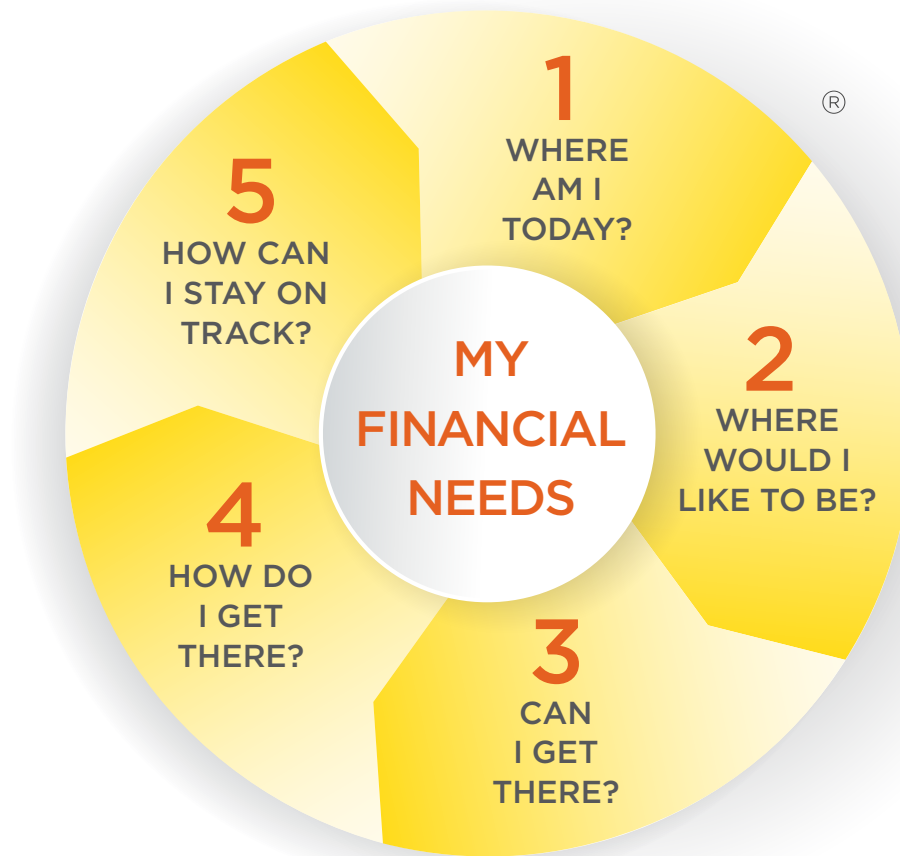 1
WHERE
AM I
TODAY?
®
2
WHERE
WOULD I
LIKE TO BE?
3
CAN
I GET
THERE?
4
HOW DO
I GET
THERE?
5
HOW CAN
I STAY ON
TRACK?
MY
FINANCIAL
NEEDS